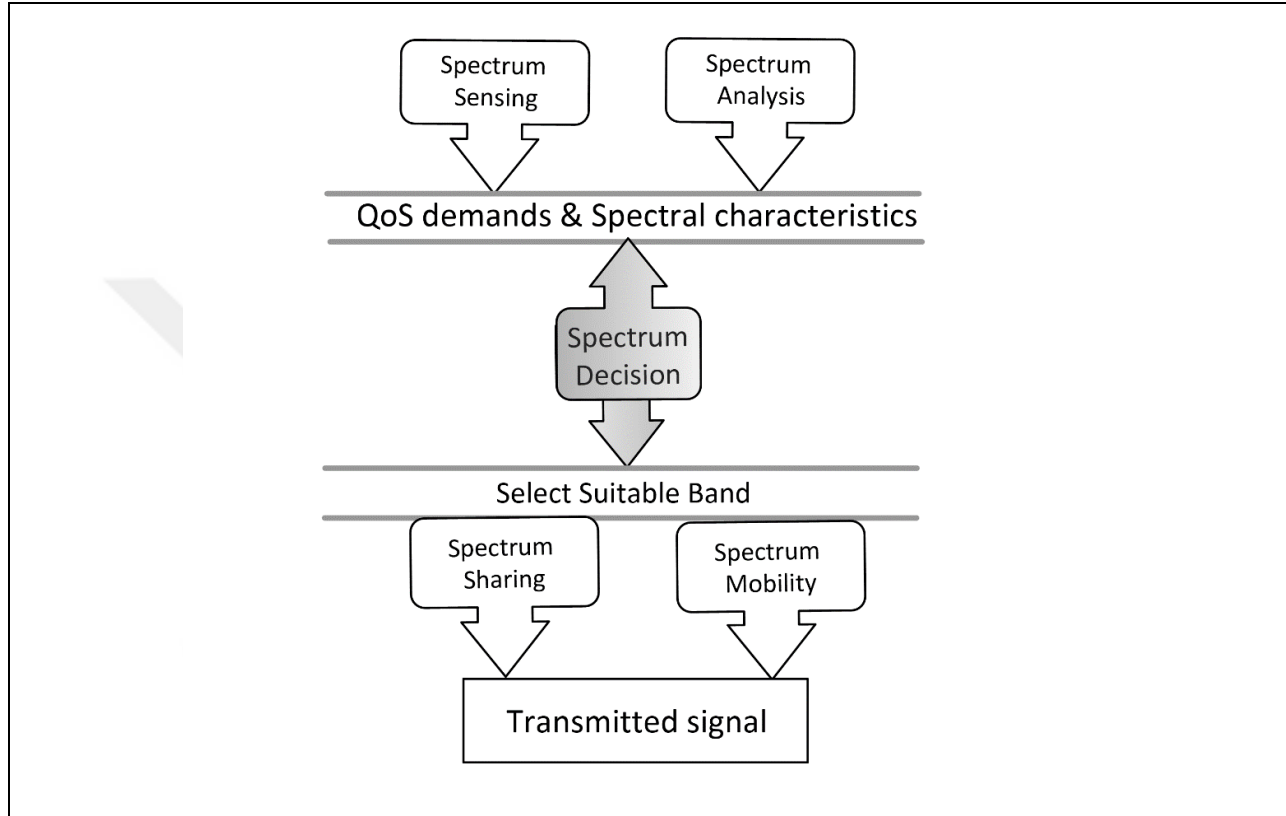 Spectrum
Sensing
Spectrum
Analysis
QoS demands & Spectral characteristics
Spectrum
Decision
Select Suitable Band
Spectrum
Sharing
Spectrum
Mobility
Transmitted signal